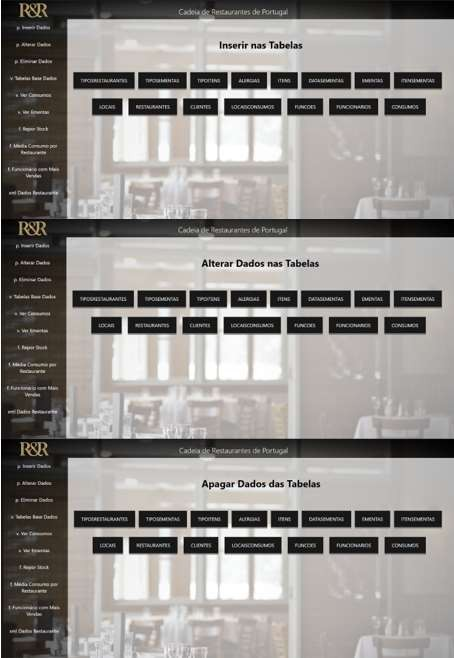 R&R
Cadeia de Restaurantes de Portugal
p. Inserir Dados
p. Alterar Dados
p. Eliminar Dados
v. Tabelas Base Dados
v. Ver Consumos
v. Ver Ementas
f. Repor Stock
f. Média Consumo por
Restaurante
f. Funcionário com Mais
Vendas
xml Dados Restaurante
Inserir nas Tabelas
TIPOSRESTAURANTES TIPOSEMENTAS TIPOITENS ALERGIAS ITENS DATASEMENTAS EMENTAS ITENSEMENTAS
LOCAIS RESTAURANTES CLIENTES LOCAISCONSUMOS FUNCOES FUNCIONARIOS CONSUMOS
R&R
Cadeia de Restaurantes de Portugal
p. Inserir Dados
p. Alterar Dados
p. Eliminar Dados
v. Tabelas Base Dados
v. Ver Consumos
v. Ver Ementas
f. Repor Stock
f. Média Consumo por
Restaurante
f. Funcionário com Mais
Vendas
xml Dados Restaurante
Alterar Dados nas Tabelas
TIPOSRESTAURANTES TIPOSEMENTAS TIPOITENS ALERGIAS ITENS DATASEMENTAS EMENTAS ITENSEMENTAS
LOCAIS RESTAURANTES CLIENTES LOCAISCONSUMOS FUNCOES FUNCIONARIOS CONSUMOS
R&R
Cadeia de Restaurantes de Portugal
p. Inserir Dados
p. Alterar Dados
p. Eliminar Dados
v. Tabelas Base Dados
v. Ver Consumos
v. Ver Ementas
f. Repor Stock
f. Média Consumo por
Restaurante
f. Funcionário com Mais
Vendas
xml Dados Restaurante
Apagar Dados das Tabelas
TIPOSRESTAURANTES TIPOSEMENTAS TIPOITENS ALERGIAS ITENS DATASEMENTAS EMENTAS ITENSEMENTAS
LOCAIS RESTAURANTES CLIENTES LOCAISCONSUMOS FUNCOES FUNCIONARIOS CONSUMOS